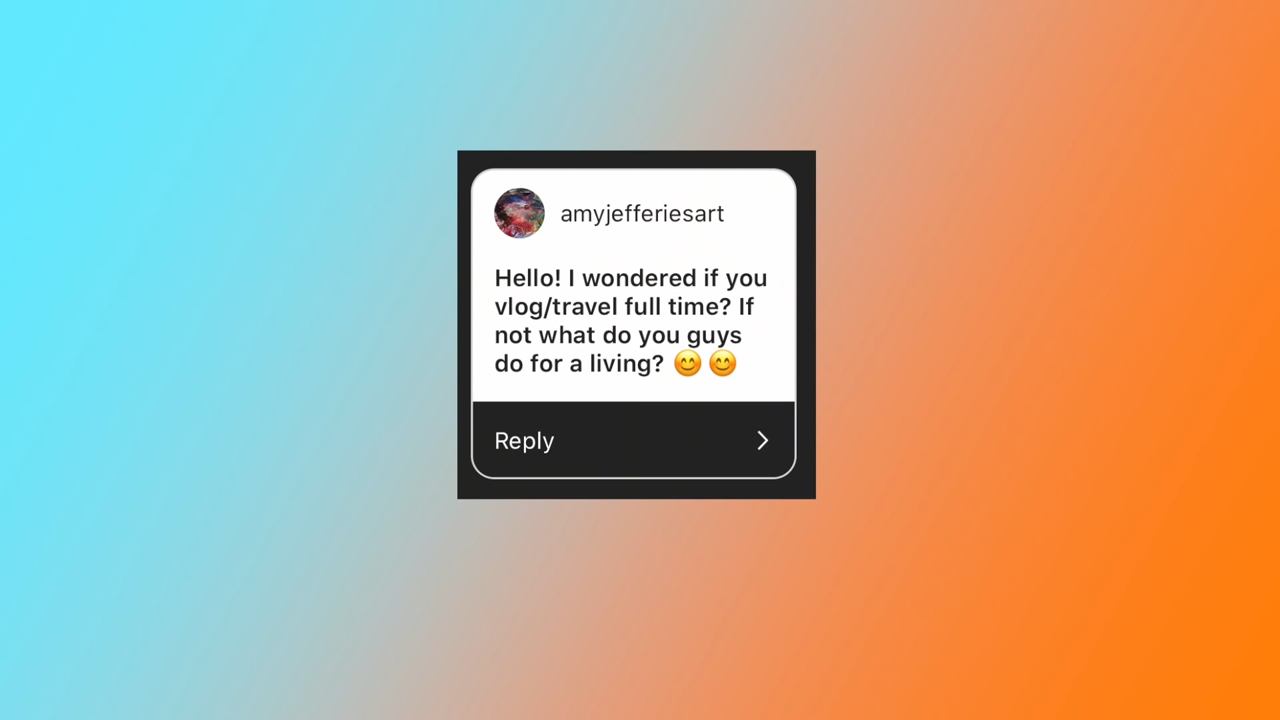 amyjefferiesart
Hello! I wondered if you
vlog/travel full time? If
not what do you guys
do for a living? 😊 😊
Reply